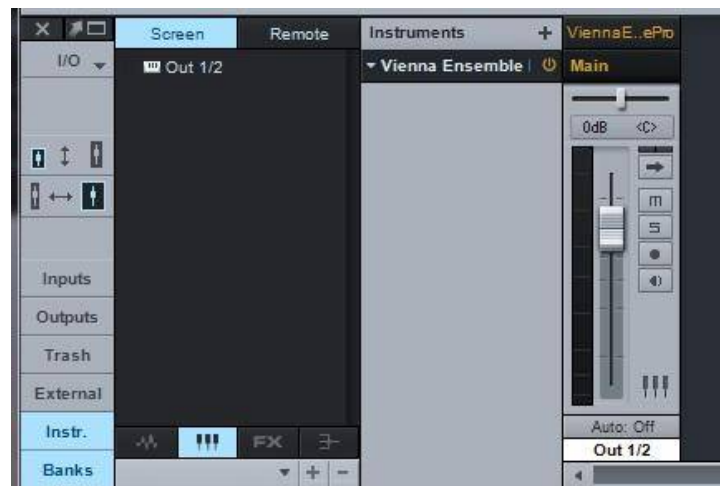 Screen
Remote
Instruments
ViennaE..ePro
I/O
Out 1/2
Vienna Ensemble
Main
0dB
<C>
m
S
Inputs
Outputs
Trash
External
Instr.
FX
Auto: Off
Banks
Out 1/2